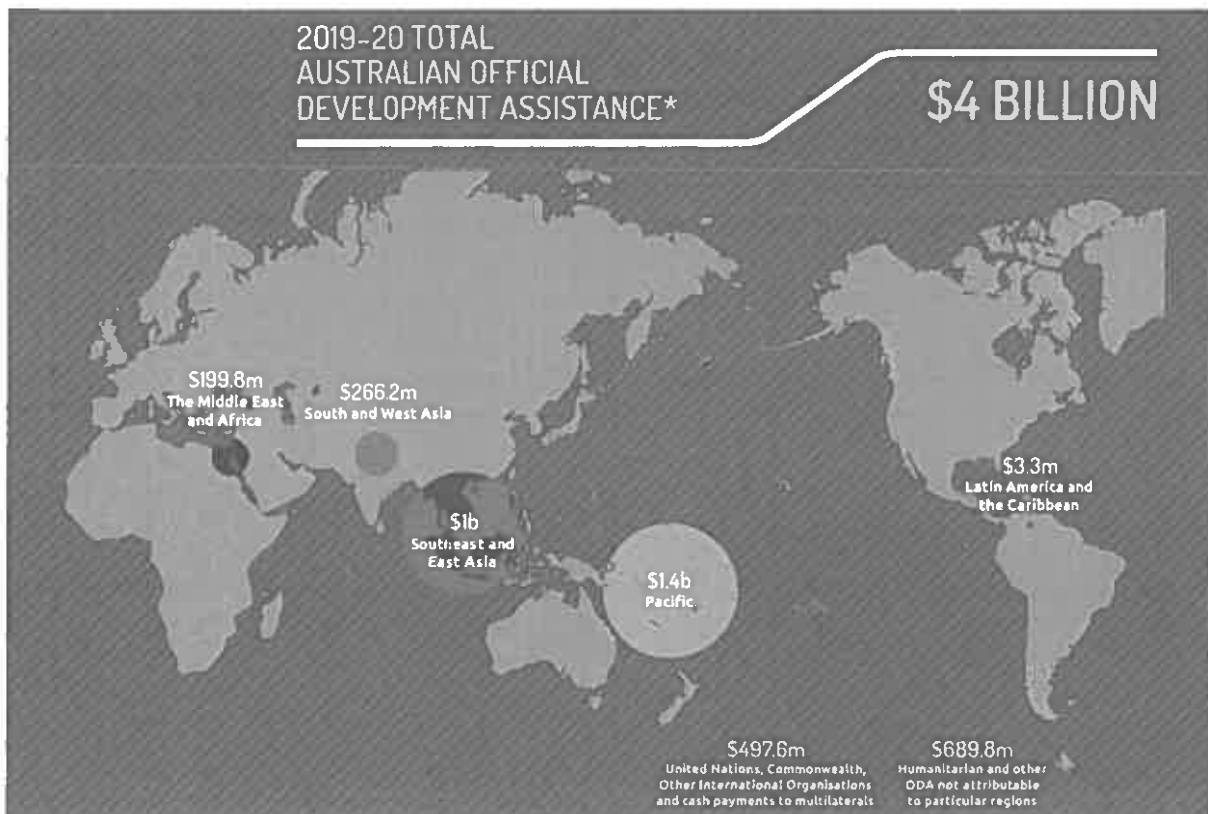 2019-20 TOTAL
AUSTRALIAN OFFICIAL
DEVELOPMENT ASSISTANCE*
$4 BILLION
$199.8m
The Middle East
and Africa
$266.2m
South and West Asia
$1b
Southeast and
East Asia
$1.4b
Pacific
$3.3m
Latin America and
the Caribbean
$497.6m
United Nations, Commonwealth,
Other International Organisations
and cash payments to multilaterals
$689.8m
Humanitarian and other
ODA not attributable
to particular regions